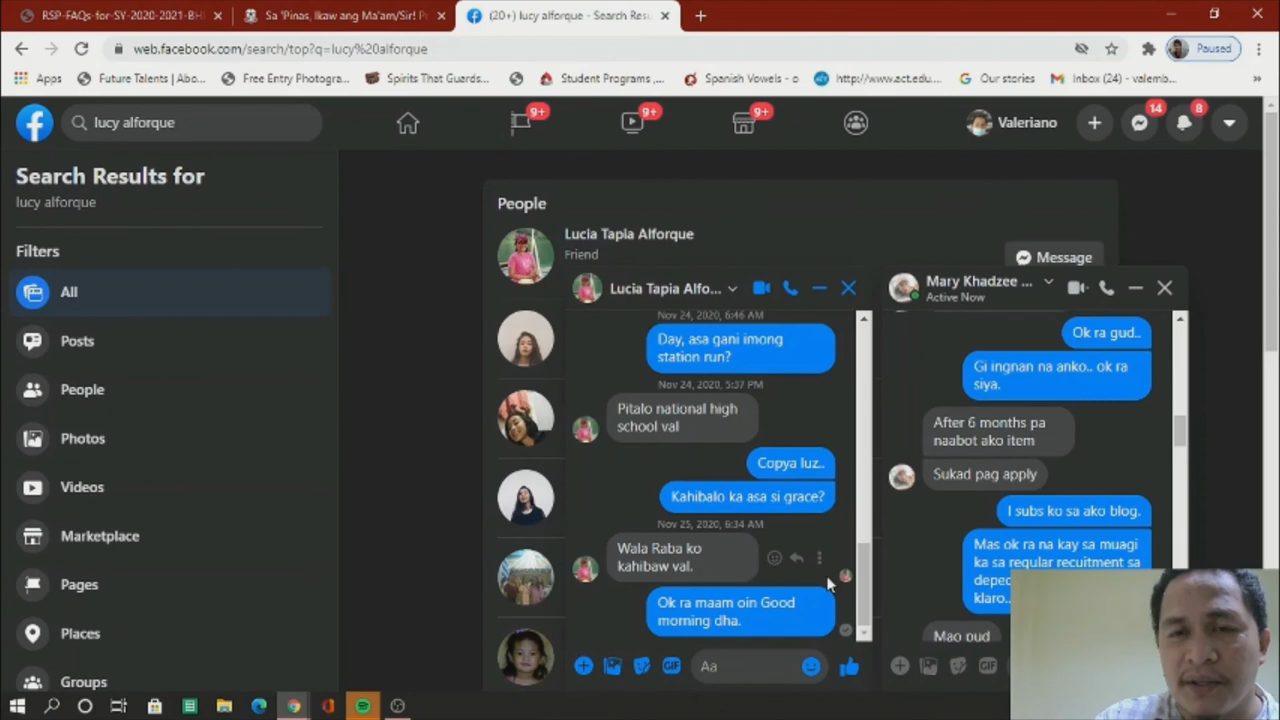 RSP-FAQs-for-SY-2020-2021-BHI
Sa 'Pinas, Ikaw ang Ma'am/Sir! P
(20+) lucy alforque - Search Resu
web.facebook.com/search/top?q=lucy%20alforque
Paused
Apps
Future Talents | Abo...
Free Entry Photogra...
Spirits That Guards...
Student Programs ,...
Spanish Vowels - o
http://www.act.edu....
Our stories
Inbox (24) - valemb...
lucy alforque
9+
9+
9+
Valeriano
14
8
Search Results for
lucy alforque
Filters
All
Posts
People
Photos
Videos
Marketplace
Pages
Places
Groups
People
Lucia Tapia Alforque
Friend
Message
Lucia Tapia Alfo...
Nov 24, 2020, 6:46 AM
Day, asa gani imong
station run?
Nov 24, 2020, 5:37 PM
Pitalo national high
school val
Copya luz..
Kahibalo ka asa si grace?
Nov 25, 2020, 6:34 AM
Wala Raba ko
kahibaw val.
Ok ra maam oin Good
morning dha.
GIF
Aa
Mary Khadzee ...
Active Now
Ok ra gud..
Gi ingnan na anko.. ok ra
siya.
After 6 months pa
naabot ako item
Sukad pag apply
I subs ko sa ako blog.
Mas ok ra na kay sa muagi
ka sa regular recuitment sa
depe
klaro..
Mao pud
GIF